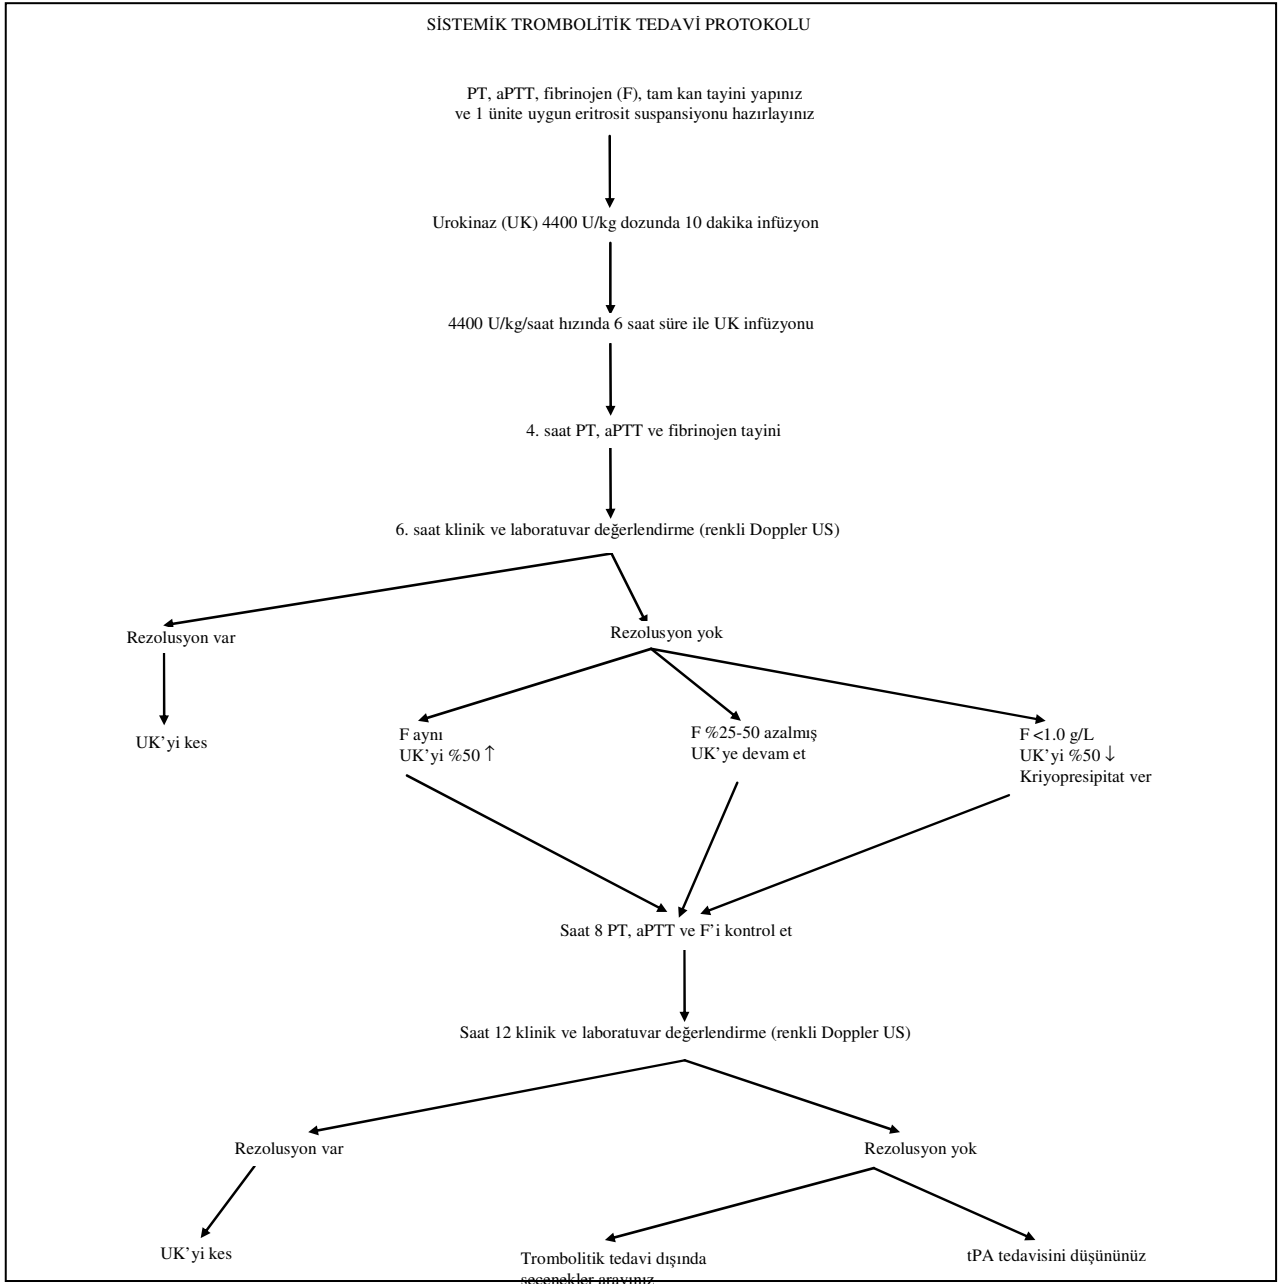 SİSTEMİK TROMBOLİTİK TEDAVİ PROTOKOLU
PT, aPTT, fibrinojen (F), tam kan tayini yapınız
ve 1 ünite uygun eritrosit suspansiyonu hazırlayınız
Urokinaz (UK) 4400 U/kg dozunda 10 dakika infüzyon
4400 U/kg/saat hızında 6 saat süre ile UK infüzyonu
4. saat PT, aPTT ve fibrinojen tayini
6. saat klinik ve laboratuvar değerlendirme (renkli Doppler US)
Rezolusyon var
Rezolusyon yok
UK'yi kes
F aynı
UK'yi %50 ↑
F %25-50 azalmış
UK'ye devam et
F <1.0 g/L
UK'yi %50 ↓
Kriyopresipitat ver
Saat 8 PT, aPTT ve F'i kontrol et
Saat 12 klinik ve laboratuvar değerlendirme (renkli Doppler US)
Rezolusyon var
Rezolusyon yok
UK'yi kes
Trombolitik tedavi dışında
seçenekler arayınız
tPA tedavisini düşününüz